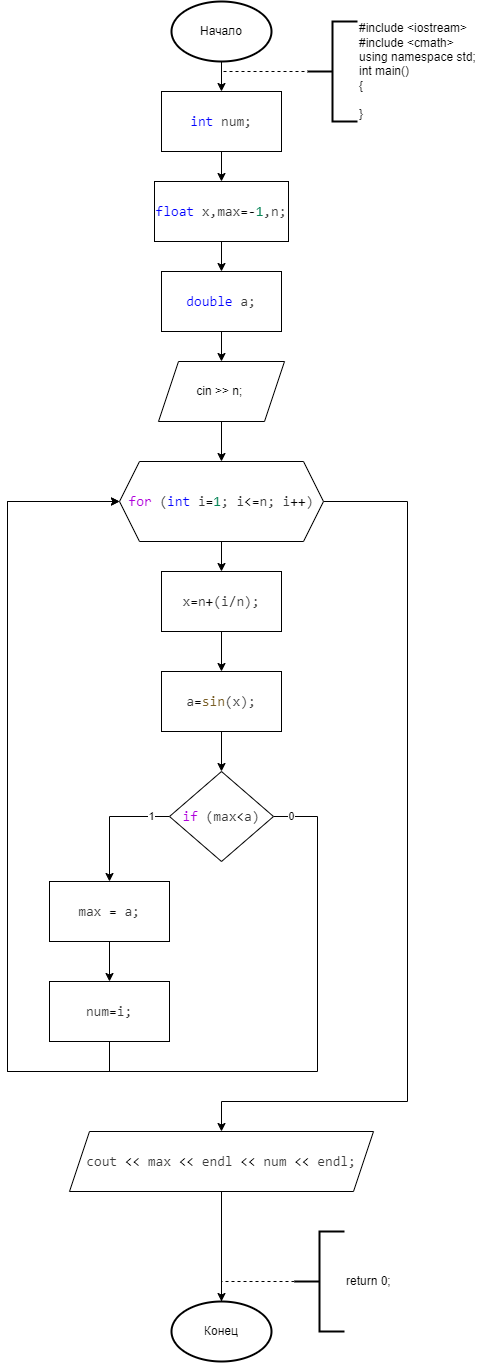 Начало
#include <iostream>
#include <cmath>
using namespace std;
int main()
{
}
int num;
float x,max=-1,n;
double a;
cin >> n;
for (int i=1; i<=n; i++)
x=n+(i/n);
a=sin(x);
if (max<a)
1
0
max = a;
num=i;
cout << max << endl << num << endl;
return 0;
Конец